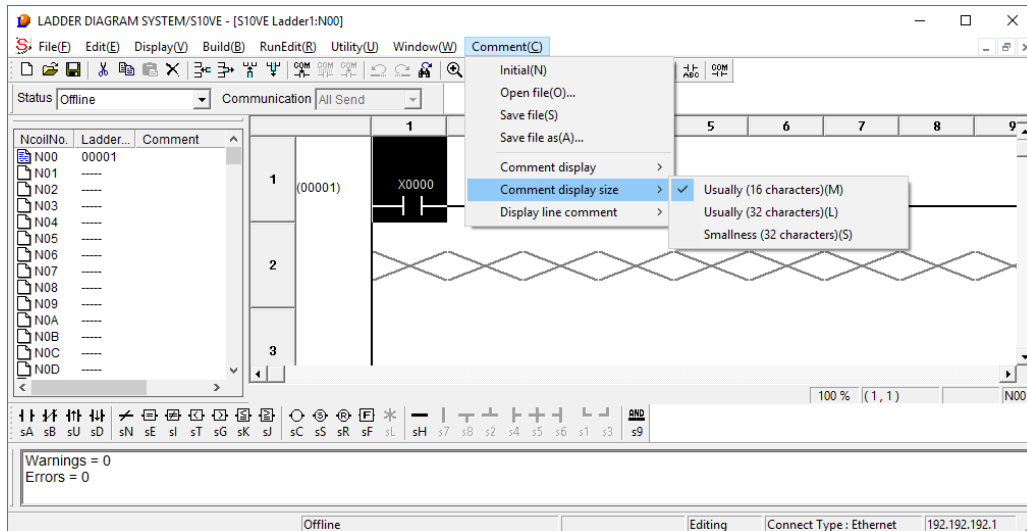 LADDER DIAGRAM SYSTEM/S10VE - [S10VE Ladder1:N00]
File(F) Edit(E) Display(V) Build(B) RunEdit(R) Utility(U) Window(W) Comment(C)
Status Offline Communication All Send
Initial(N)
Open file(O)...
Save file(S)
Save file as(A)...
Comment display
Comment display size
Display line comment
Usually (16 characters)(M)
Usually (32 characters)(L)
Smallness (32 characters)(S)
NcoilNo. Ladder... Comment
N00 00001
N01 -----
N02 -----
N03 -----
N04 -----
N05 -----
N06 -----
N07 -----
N08 -----
N09 -----
N0A -----
N0B -----
N0C -----
N0D -----
1 5 6 7 8 9
1 (00001) X0000
2
3
100 % ( 1 , 1 ) N00
sA sB sU sD sN sE sI sT sG sK sJ sC sS sR sF sL sH s7 s8 s2 s4 s5 s6 s1 s3 s9
Warnings = 0
Errors = 0
Offline Editing Connect Type : Ethernet 192.192.192.1